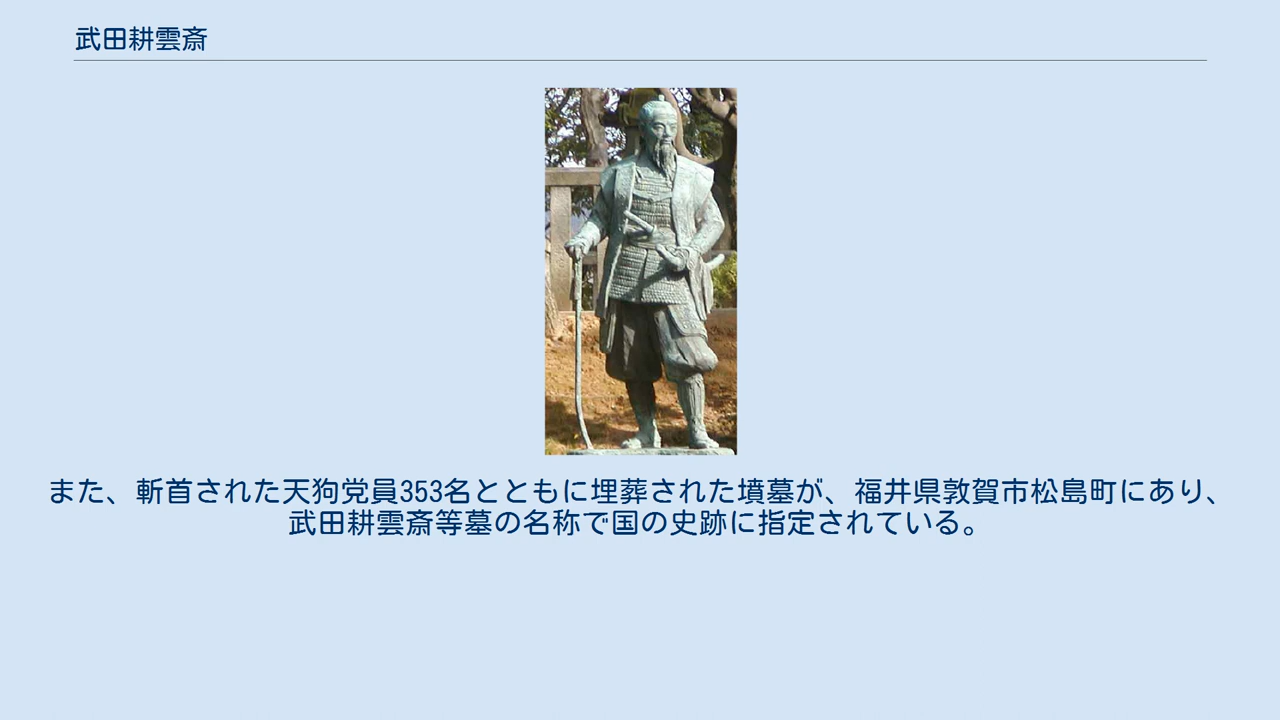 武田耕雲斎
また、斬首された天狗党員353名とともに埋葬された墳墓が、福井県敦賀市松島町にあり、
武田耕雲斎等墓の名称で国の史跡に指定されている。